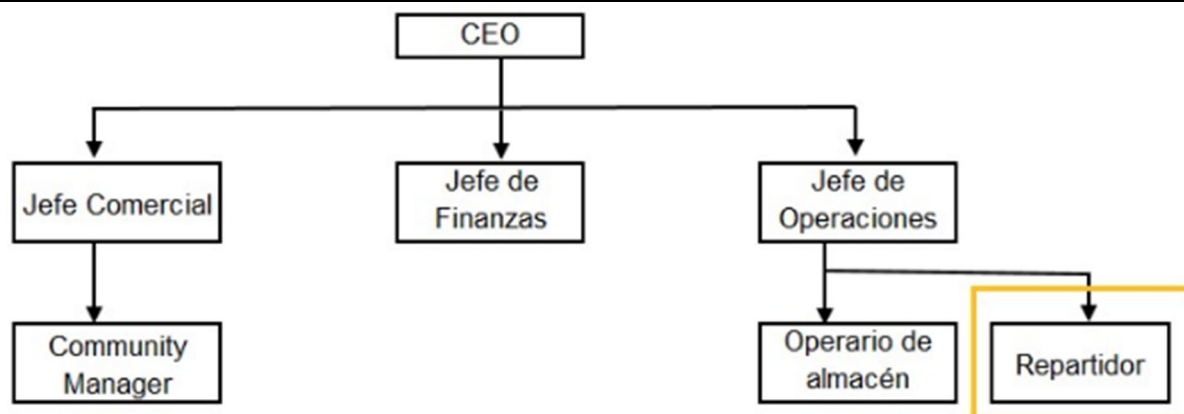 CEO
Jefe Comercial
Jefe de
Finanzas
Jefe de
Operaciones
Community
Manager
Operario de
almacén
Repartidor